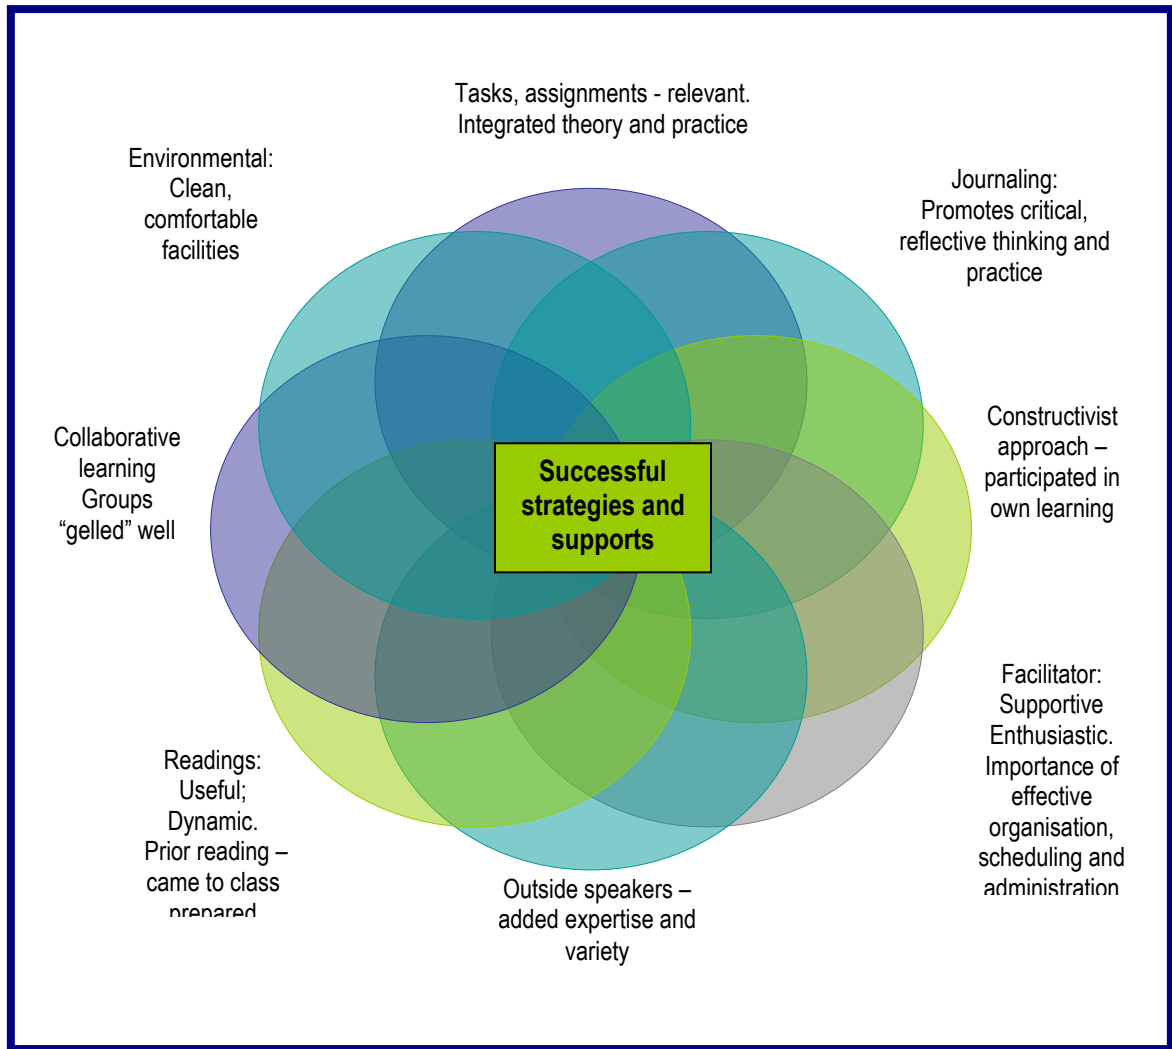 Tasks, assignments - relevant.
Integrated theory and practice
Environmental:
Clean,
comfortable
facilities
Journaling:
Promotes critical,
reflective thinking and
practice
Collaborative
learning
Groups
“gelled” well
Successful
strategies and
supports
Constructivist
approach –
participated in
own learning
Facilitator:
Supportive
Enthusiastic.
Importance of
effective
organisation,
scheduling and
administration
Readings:
Useful;
Dynamic.
Prior reading –
came to class
prepared
Outside speakers –
added expertise and
variety